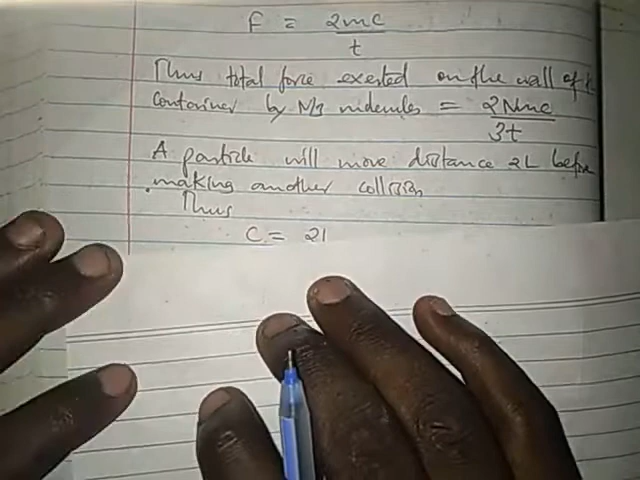 F = 2mc
t
Thus total force exerted on the wall of
Container by N/3 molecules = 2Nmc
3t
A particle will move distance 2L before
making another collision
Thus
C = 2l